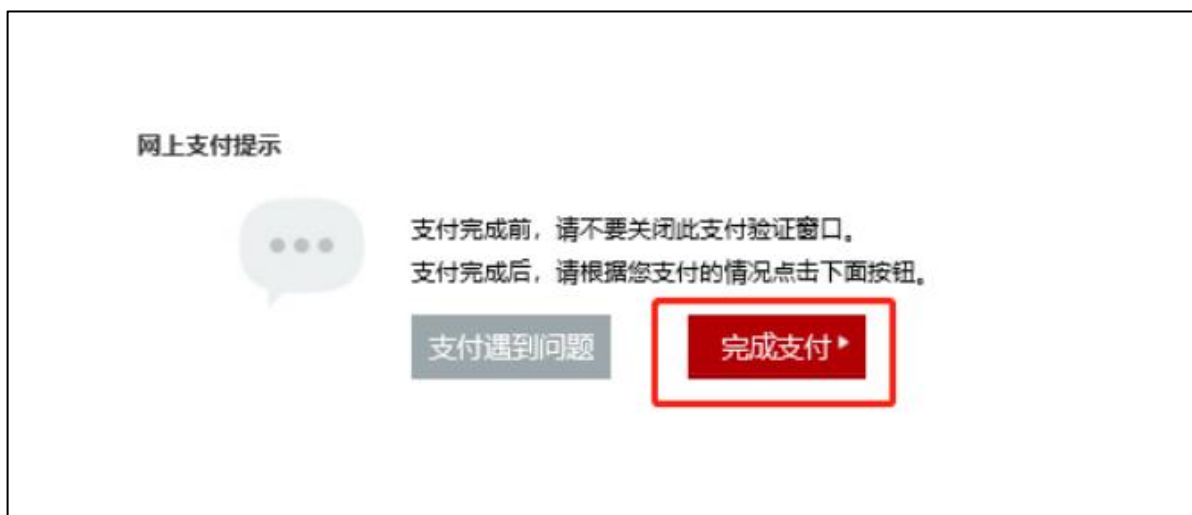 网上支付提示
支付完成前，请不要关闭此支付验证窗口。
支付完成后，请根据您支付的情况点击下面按钮。
支付遇到问题 完成支付